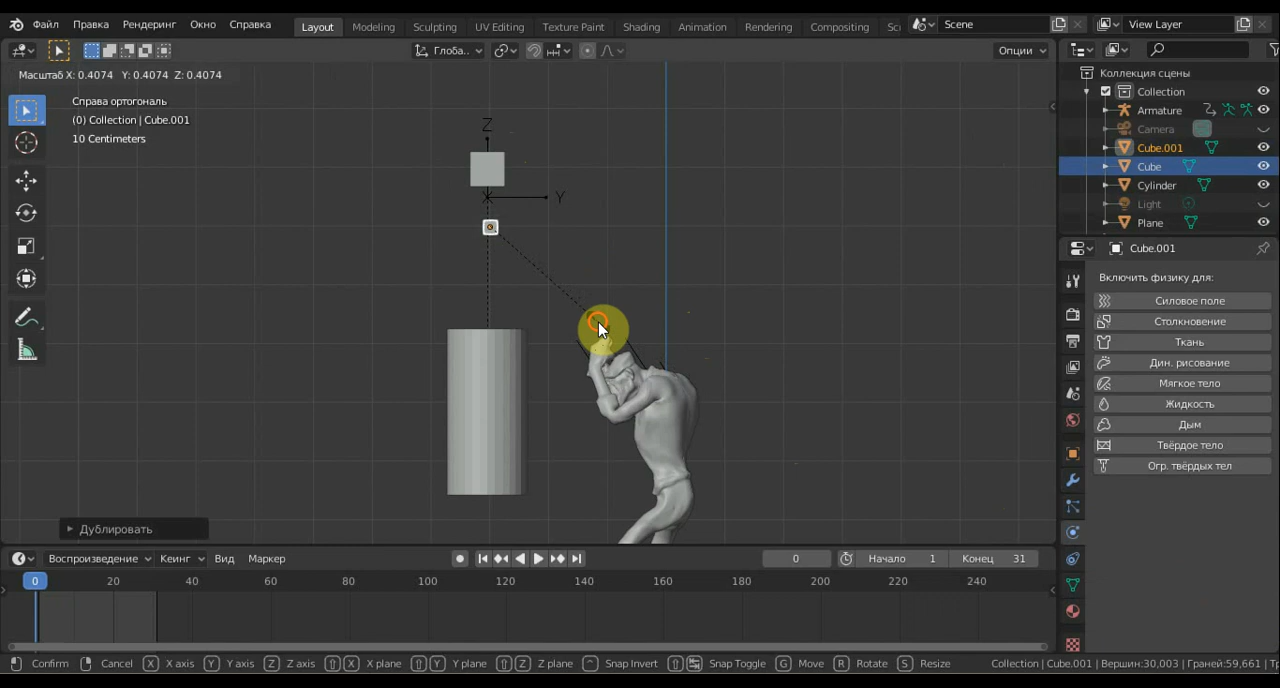 Файл Правка Рендеринг Окно Справка Layout Modeling Sculpting UV Editing Texture Paint Shading Animation Rendering Compositing Sc Scene View Layer
Глоба.. Опции
Масштаб X: 0.4074 Y: 0.4074 Z: 0.4074
Справа ортогональ
(0) Collection | Cube.001
10 Centimeters
Z
X Y
Коллекция сцены
Collection
Armature
Camera
Cube.001
Cube
Cylinder
Light
Plane
Cube.001
Включить физику для:
Силовое поле
Столкновение
Ткань
Дин. рисование
Мягкое тело
Жидкость
Дым
Твёрдое тело
Огр. твёрдых тел
Дублировать
Воспроизведение Кеинг Вид Маркер 0 Начало 1 Конец 31
0 20 40 60 80 100 120 140 160 180 200 220 240
Confirm Cancel X X axis Y Y axis Z Z axis X X plane Y Y plane Z Z plane Snap Invert Snap Toggle G Move R Rotate S Resize Collection | Cube.001 | Вершин:30,003 | Граней:59,661 | Тр